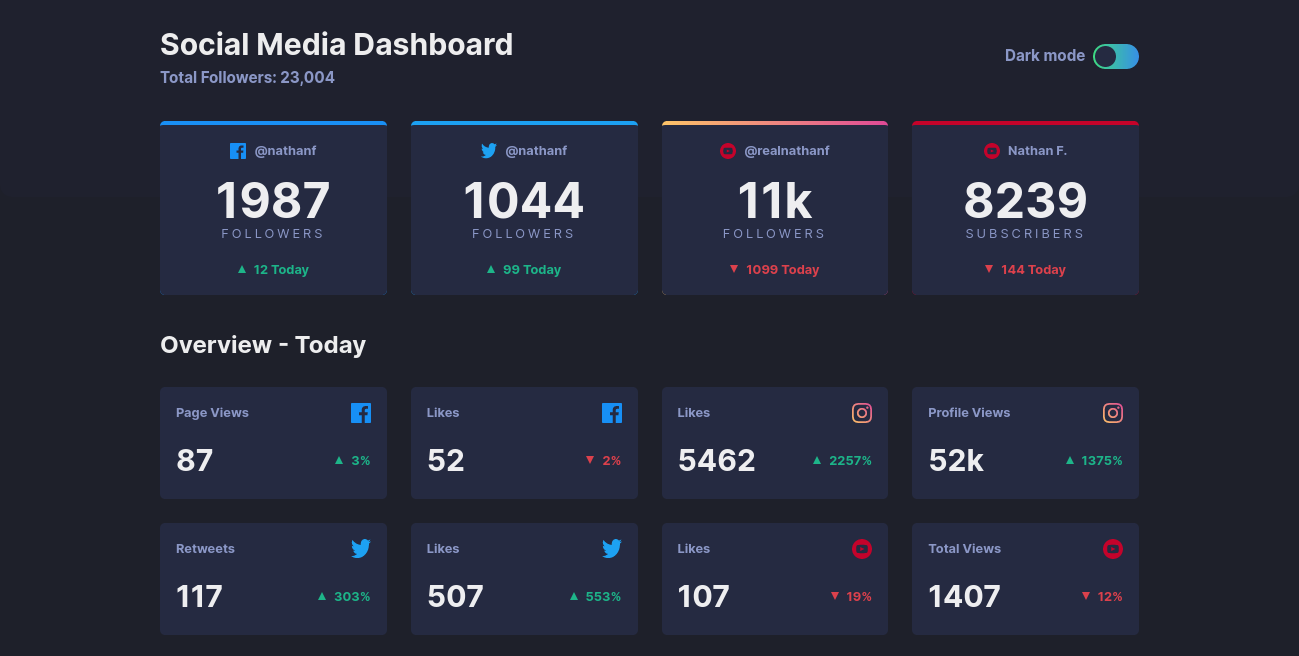 Social Media Dashboard
Total Followers: 23,004
Dark mode
@nathanf
1987
FOLLOWERS
▲ 12 Today
@nathanf
1044
FOLLOWERS
▲ 99 Today
@realnathanf
11k
FOLLOWERS
▼ 1099 Today
Nathan F.
8239
SUBSCRIBERS
▼ 144 Today
Overview - Today
Page Views
87
▲ 3%
Likes
52
▼ 2%
Likes
5462
▲ 2257%
Profile Views
52k
▲ 1375%
Retweets
117
▲ 303%
Likes
507
▲ 553%
Likes
107
▼ 19%
Total Views
1407
▼ 12%